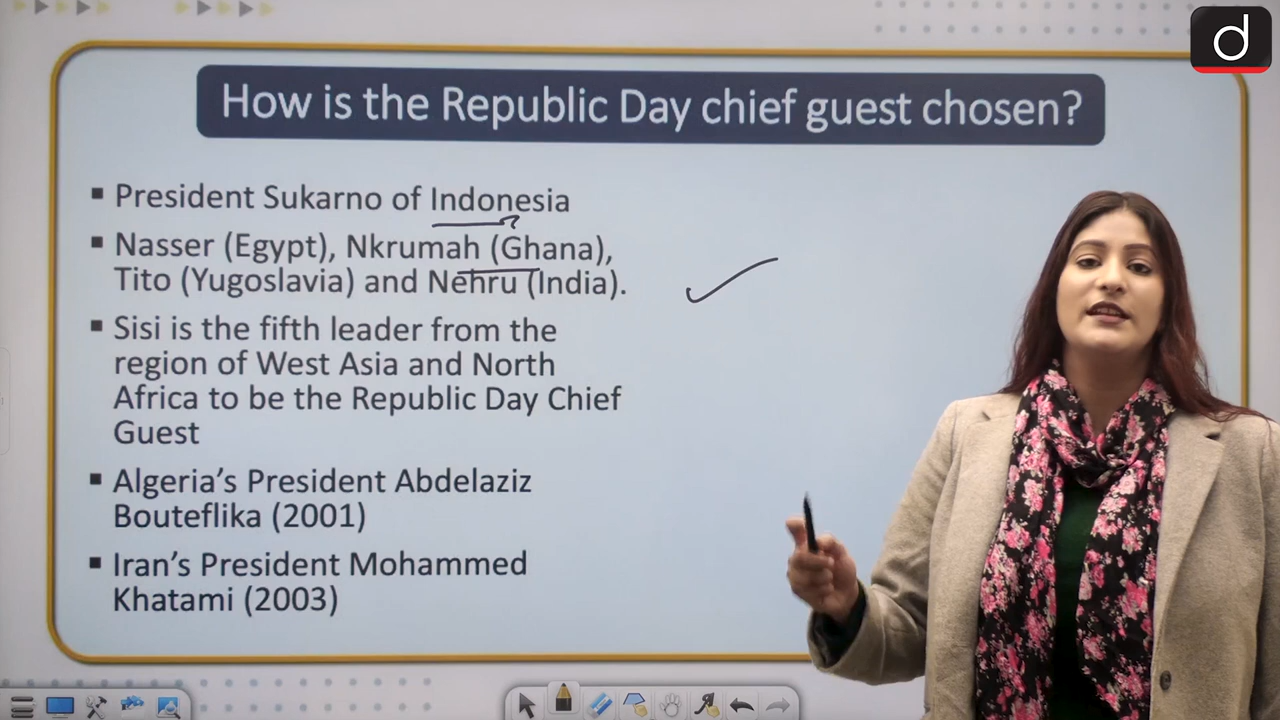 d
How is the Republic Day chief guest chosen?
▪ President Sukarno of Indonesia
▪ Nasser (Egypt), Nkrumah (Ghana),
Tito (Yugoslavia) and Nehru (India).
▪ Sisi is the fifth leader from the
region of West Asia and North
Africa to be the Republic Day Chief
Guest
▪ Algeria’s President Abdelaziz
Bouteflika (2001)
▪ Iran’s President Mohammed
Khatami (2003)